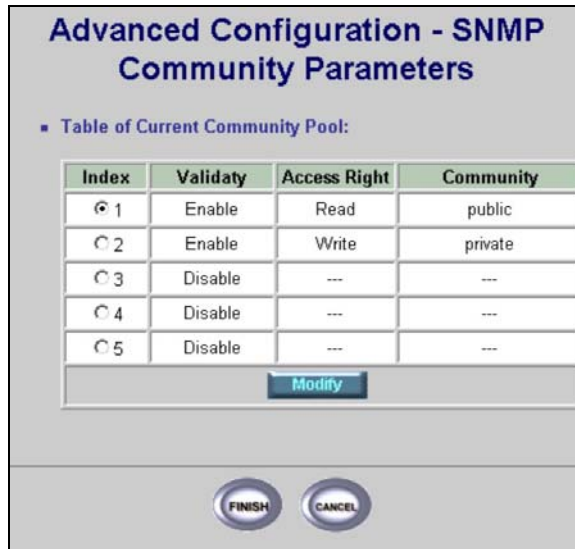 Advanced Configuration - SNMP
Community Parameters
Table of Current Community Pool:
Index Validaty Access Right Community
1 Enable Read public
2 Enable Write private
3 Disable --- ---
4 Disable --- ---
5 Disable --- ---
Modify
FINISH CANCEL